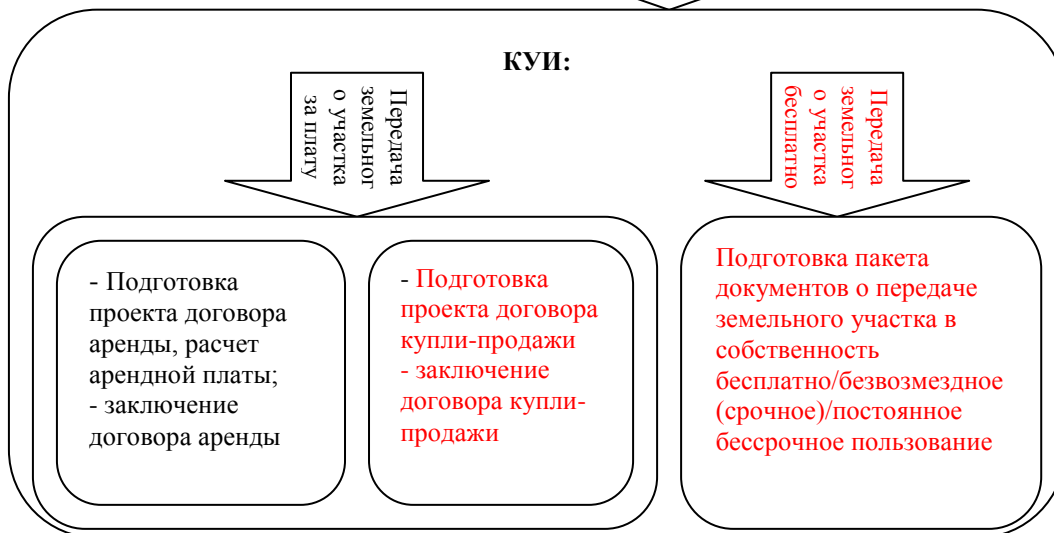 КУИ:
Передача
земельног
о участка
за плату
Передача
земельног
о участка
бесплатно
- Подготовка
проекта договора
аренды, расчет
арендной платы;
- заключение
договора аренды
- Подготовка
проекта договора
купли-продажи
- заключение
договора купли-
продажи
Подготовка пакета
документов о передаче
земельного участка в
собственность
бесплатно/безвозмездное
(срочное)/постоянное
бессрочное пользование